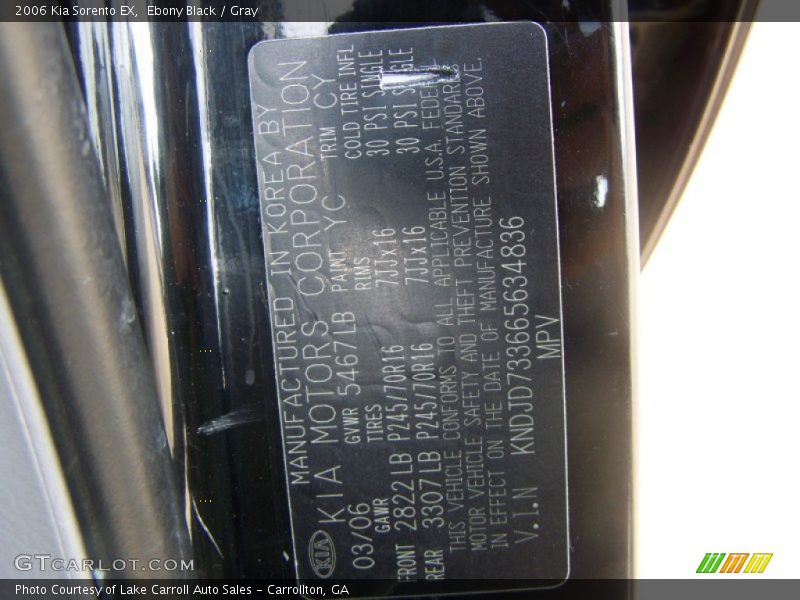 2006 Kia Sorento EX, Ebony Black / Gray
MANUFACTURED IN KOREA BY
KIA KIA MOTORS CORPORATION
03/06 GVWR 5467LB PAINT YC TRIM CY
GAWR TIRES RIMS COLD TIRE INFL
FRONT 2822LB P245/70R16 7JJx16 30 PSI SINGLE
REAR 3307LB P245/70R16 7JJx16 30 PSI
THIS VEHICLE CONFORMS TO ALL APPLICABLE U.S.A. FEDERAL
MOTOR VEHICLE SAFETY AND THEFT PREVENTION STANDARDS
IN EFFECT ON THE DATE OF MANUFACTURE SHOWN ABOVE.
V.I.N KNDJD733665634836
MPV
GTCarLot.com
Photo Courtesy of Lake Carroll Auto Sales - Carrollton, GA